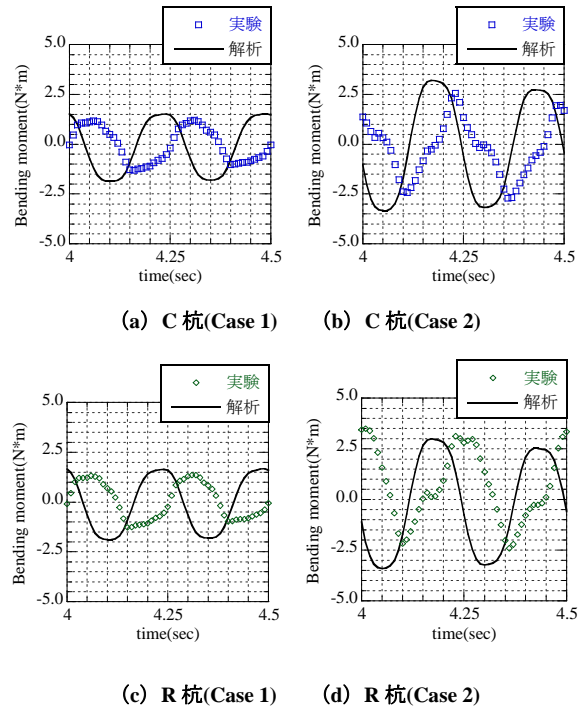 実験
解析
5.0
2.5
0.0
-2.5
-5.0
Bending moment(N*m)
4
4.25
4.5
time(sec)
(a) C 杭(Case 1)
実験
解析
5.0
2.5
0.0
-2.5
-5.0
Bending moment(N*m)
4
4.25
4.5
time(sec)
(b) C 杭(Case 2)
実験
解析
5.0
2.5
0.0
-2.5
-5.0
Bending moment(N*m)
4
4.25
4.5
time(sec)
(c) R 杭(Case 1)
実験
解析
5.0
2.5
0.0
-2.5
-5.0
Bending moment(N*m)
4
4.25
4.5
time(sec)
(d) R 杭(Case 2)